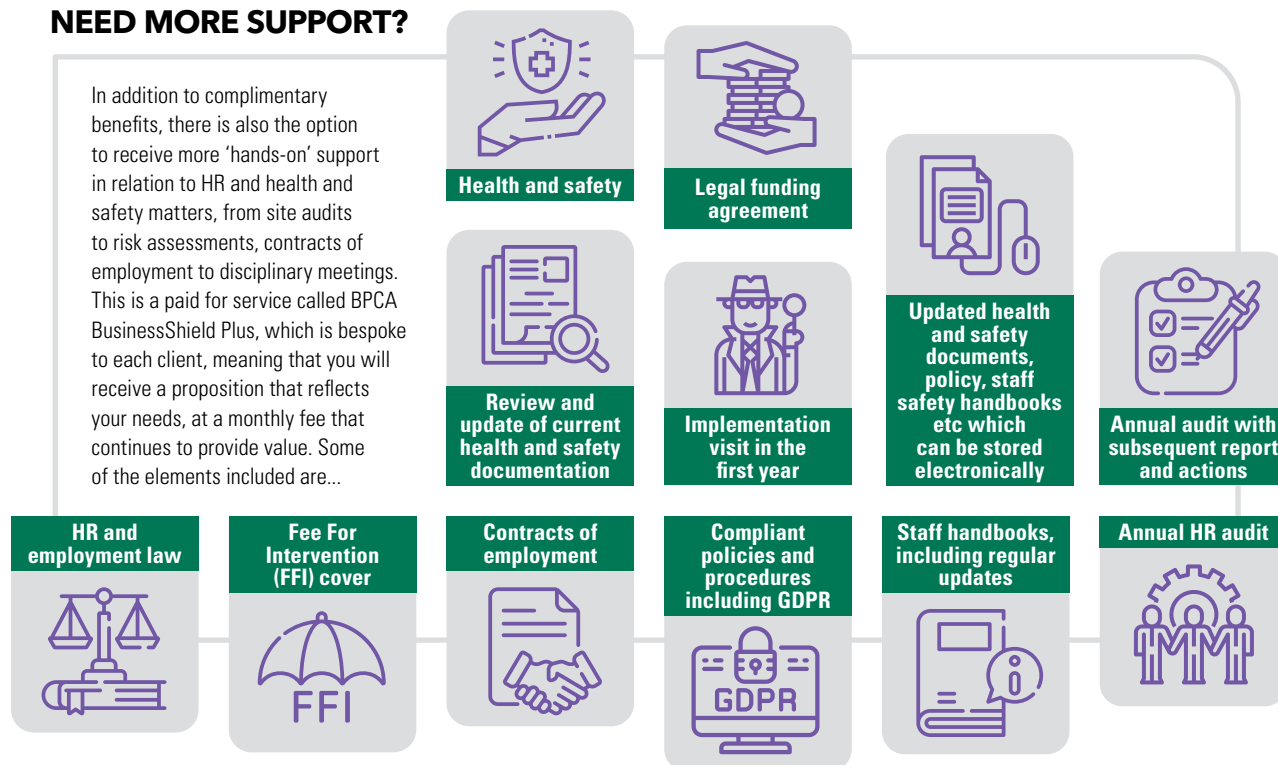 NEED MORE SUPPORT?
In addition to complimentary
benefits, there is also the option
to receive more ‘hands-on’ support
in relation to HR and health and
safety matters, from site audits
to risk assessments, contracts of
employment to disciplinary meetings.
This is a paid for service called BPCA
BusinessShield Plus, which is bespoke
to each client, meaning that you will
receive a proposition that reflects
your needs, at a monthly fee that
continues to provide value. Some
of the elements included are...
Health and safety
Legal funding
agreement
Review and
update of current
health and safety
documentation
Implementation
visit in the
first year
Updated health
and safety
documents,
policy, staff
safety handbooks
etc which
can be stored
electronically
Annual audit with
subsequent report
and actions
HR and
employment law
Fee For
Intervention
(FFI) cover
FFI
Contracts of
employment
Compliant
policies and
procedures
including GDPR
GDPR
Staff handbooks,
including regular
updates
Annual HR audit